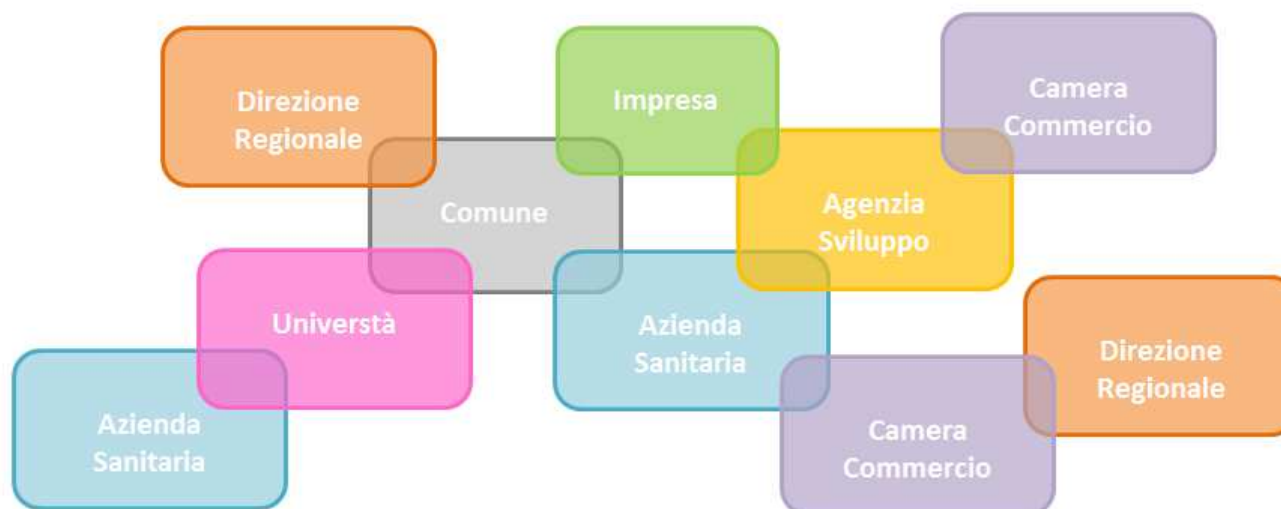 Direzione
Regionale
Impresa
Camera
Commercio
Comune
Agenzia
Sviluppo
Universtà
Azienda
Sanitaria
Direzione
Regionale
Azienda
Sanitaria
Camera
Commercio